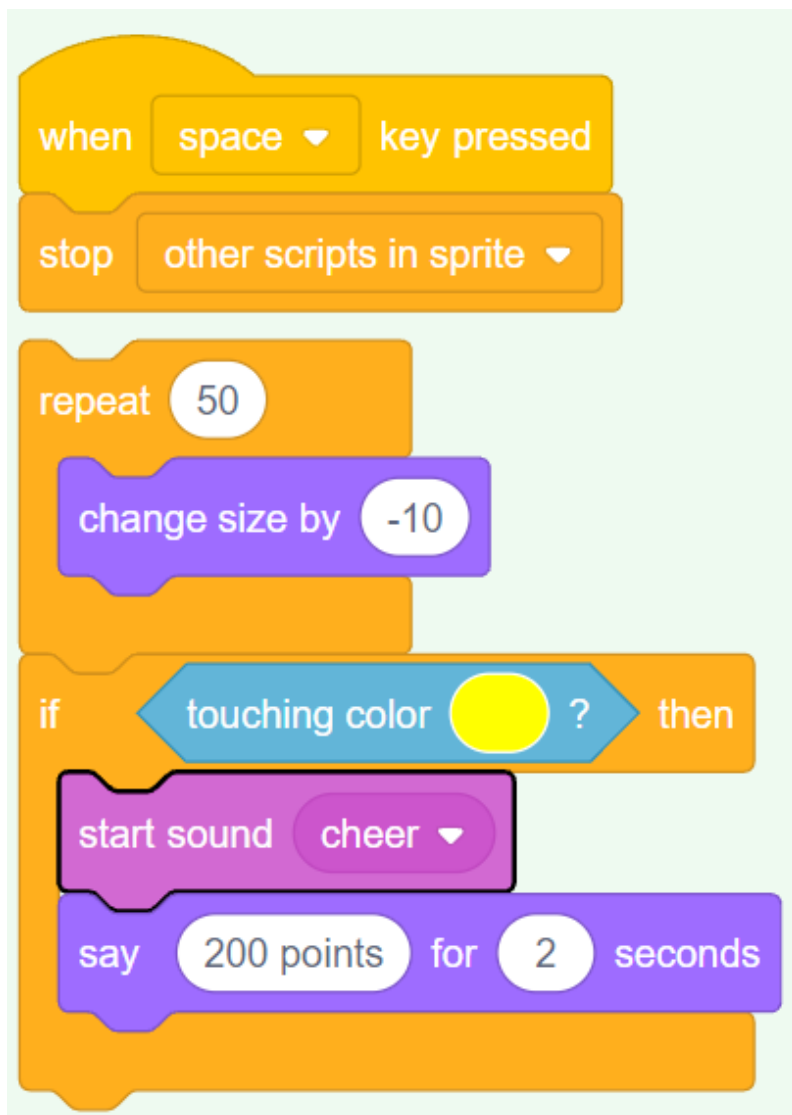 when space key pressed
stop other scripts in sprite
repeat 50
change size by -10
if touching color ? then
start sound cheer
say 200 points for 2 seconds